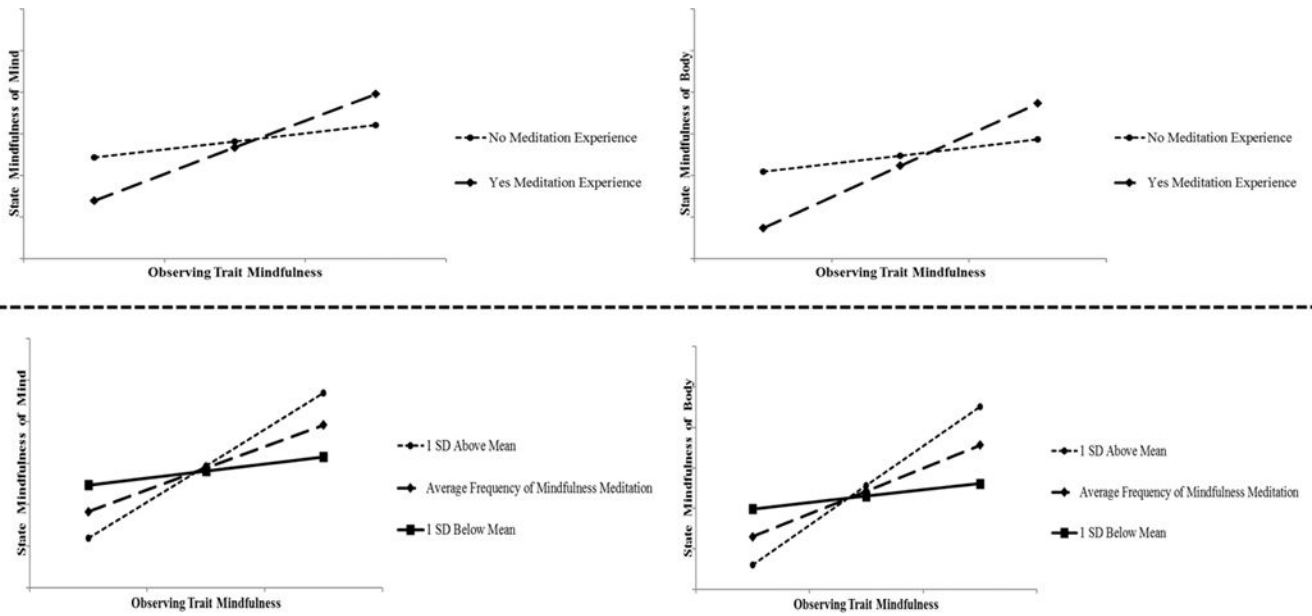 State Mindfulness of Mind
No Meditation Experience
Yes Meditation Experience
Observing Trait Mindfulness
State Mindfulness of Body
No Meditation Experience
Yes Meditation Experience
Observing Trait Mindfulness
State Mindfulness of Mind
1 SD Above Mean
Average Frequency of Mindfulness Meditation
1 SD Below Mean
Observing Trait Mindfulness
State Mindfulness of Body
1 SD Above Mean
Average Frequency of Mindfulness Meditation
1 SD Below Mean
Observing Trait Mindfulness